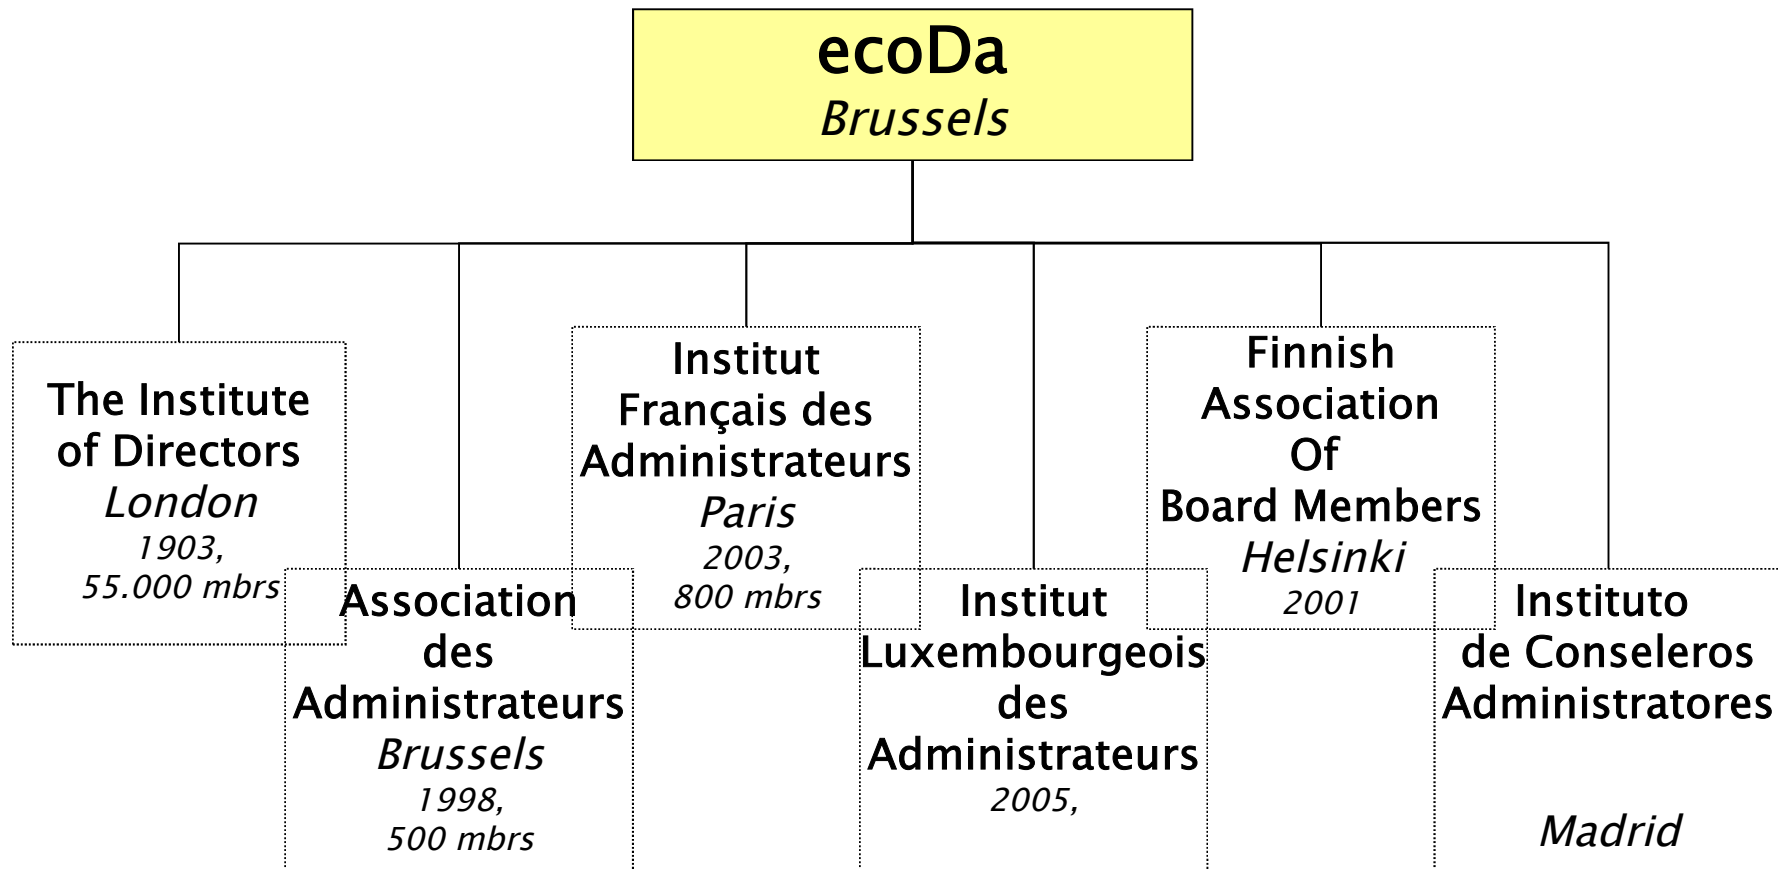 ecoDa
Brussels
The Institute
of Directors
London
1903,
55.000 mbrs
Association
des
Administrateurs
Brussels
1998,
500 mbrs
Institut
Français des
Administrateurs
Paris
2003,
800 mbrs
Institut
Luxembourgeois
des
Administrateurs
2005,
Finnish
Association
Of
Board Members
Helsinki
2001
Instituto
de Conseleros
Administratores
Madrid